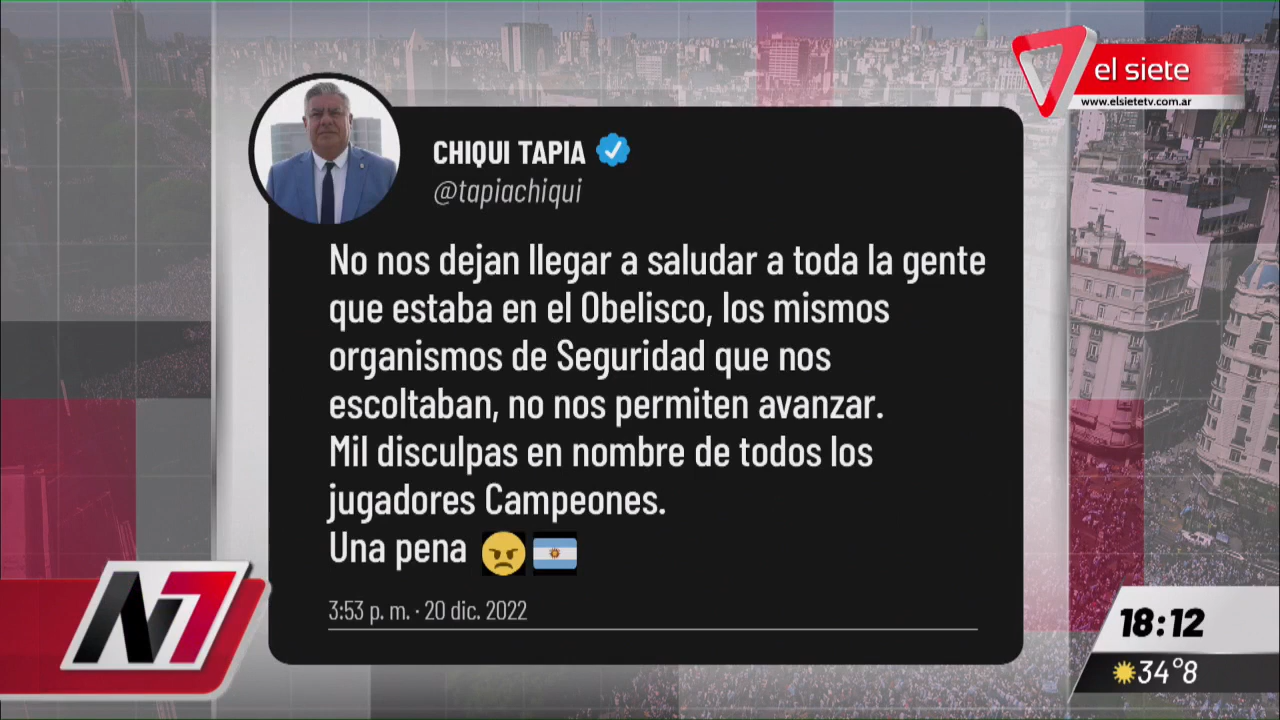 el siete
www.elsietetv.com.ar
CHIQUI TAPIA
@tapiachiqui
No nos dejan llegar a saludar a toda la gente
que estaba en el Obelisco, los mismos
organismos de Seguridad que nos
escoltaban, no nos permiten avanzar.
Mil disculpas en nombre de todos los
jugadores Campeones.
Una pena 😠🇦🇷
3:53 p. m. · 20 dic. 2022
N7
18:12
34°8